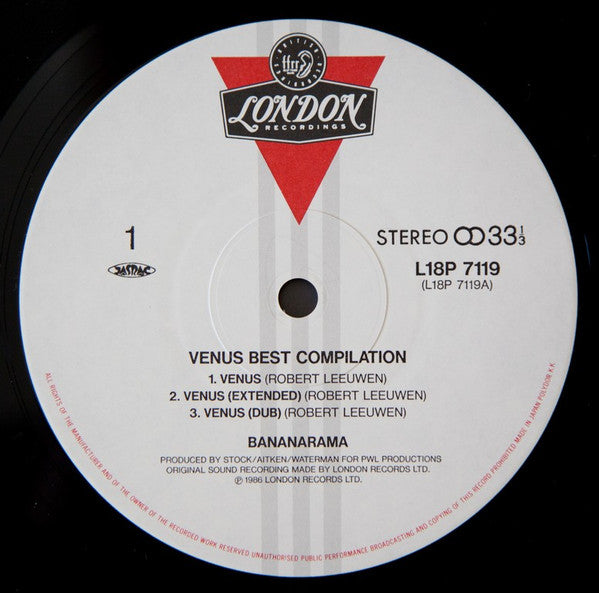 BRITISH
ffrr
LONDON
RECORDINGS
1
STEREO 33 1/3
JASRAC
L18P 7119
(L18P 7119A)
VENUS BEST COMPILATION
1. VENUS (ROBERT LEEUWEN)
2. VENUS (EXTENDED) (ROBERT LEEUWEN)
3. VENUS (DUB) (ROBERT LEEUWEN)
BANANARAMA
PRODUCED BY STOCK/AITKEN/WATERMAN FOR PWL PRODUCTIONS
ORIGINAL SOUND RECORDING MADE BY LONDON RECORDS LTD.
℗ 1986 LONDON RECORDS LTD.
ALL RIGHTS OF THE MANUFACTURER AND OF THE OWNER OF THE RECORDED WORK RESERVED UNAUTHORISED PUBLIC PERFORMANCE BROADCASTING AND COPYING OF THIS RECORD PROHIBITED MADE IN JAPAN POLYDOR K.K